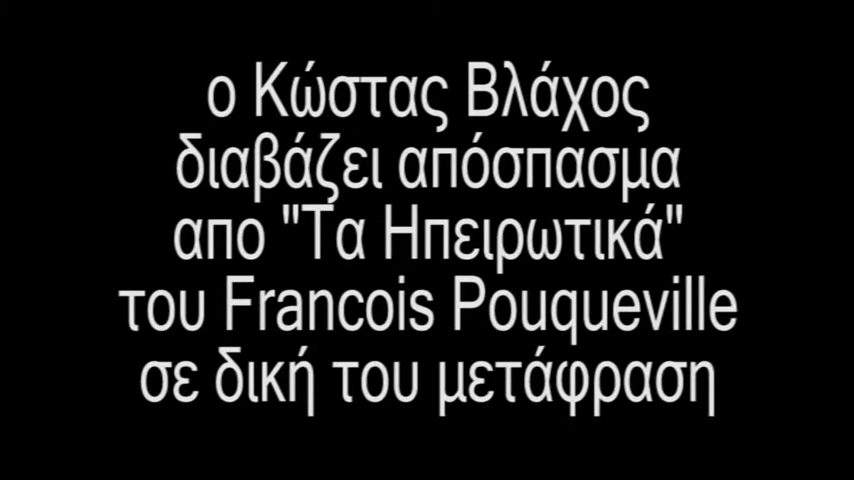 ο Κώστας Βλάχος
διαβάζει απόσπασμα
απο "Τα Ηπειρωτικά"
του Francois Pouqueville
σε δική του μετάφραση